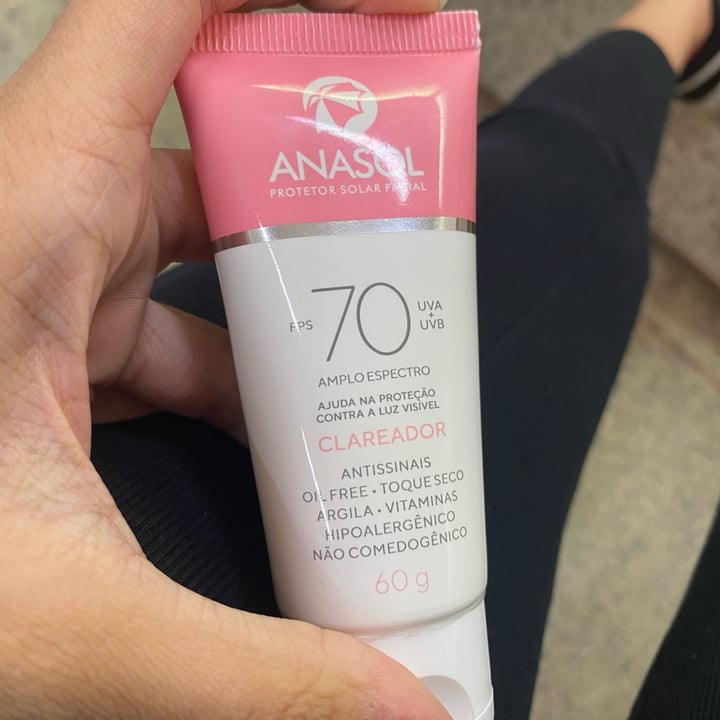 ANASOL
PROTETOR SOLAR FACIAL
FPS 70 UVA + UVB
AMPLO ESPECTRO
AJUDA NA PROTEÇÃO
CONTRA A LUZ VISÍVEL
CLAREADOR
ANTISSINAIS
OIL FREE • TOQUE SECO
ARGILA • VITAMINAS
HIPOALERGÊNICO
NÃO COMEDOGÊNICO
60 g